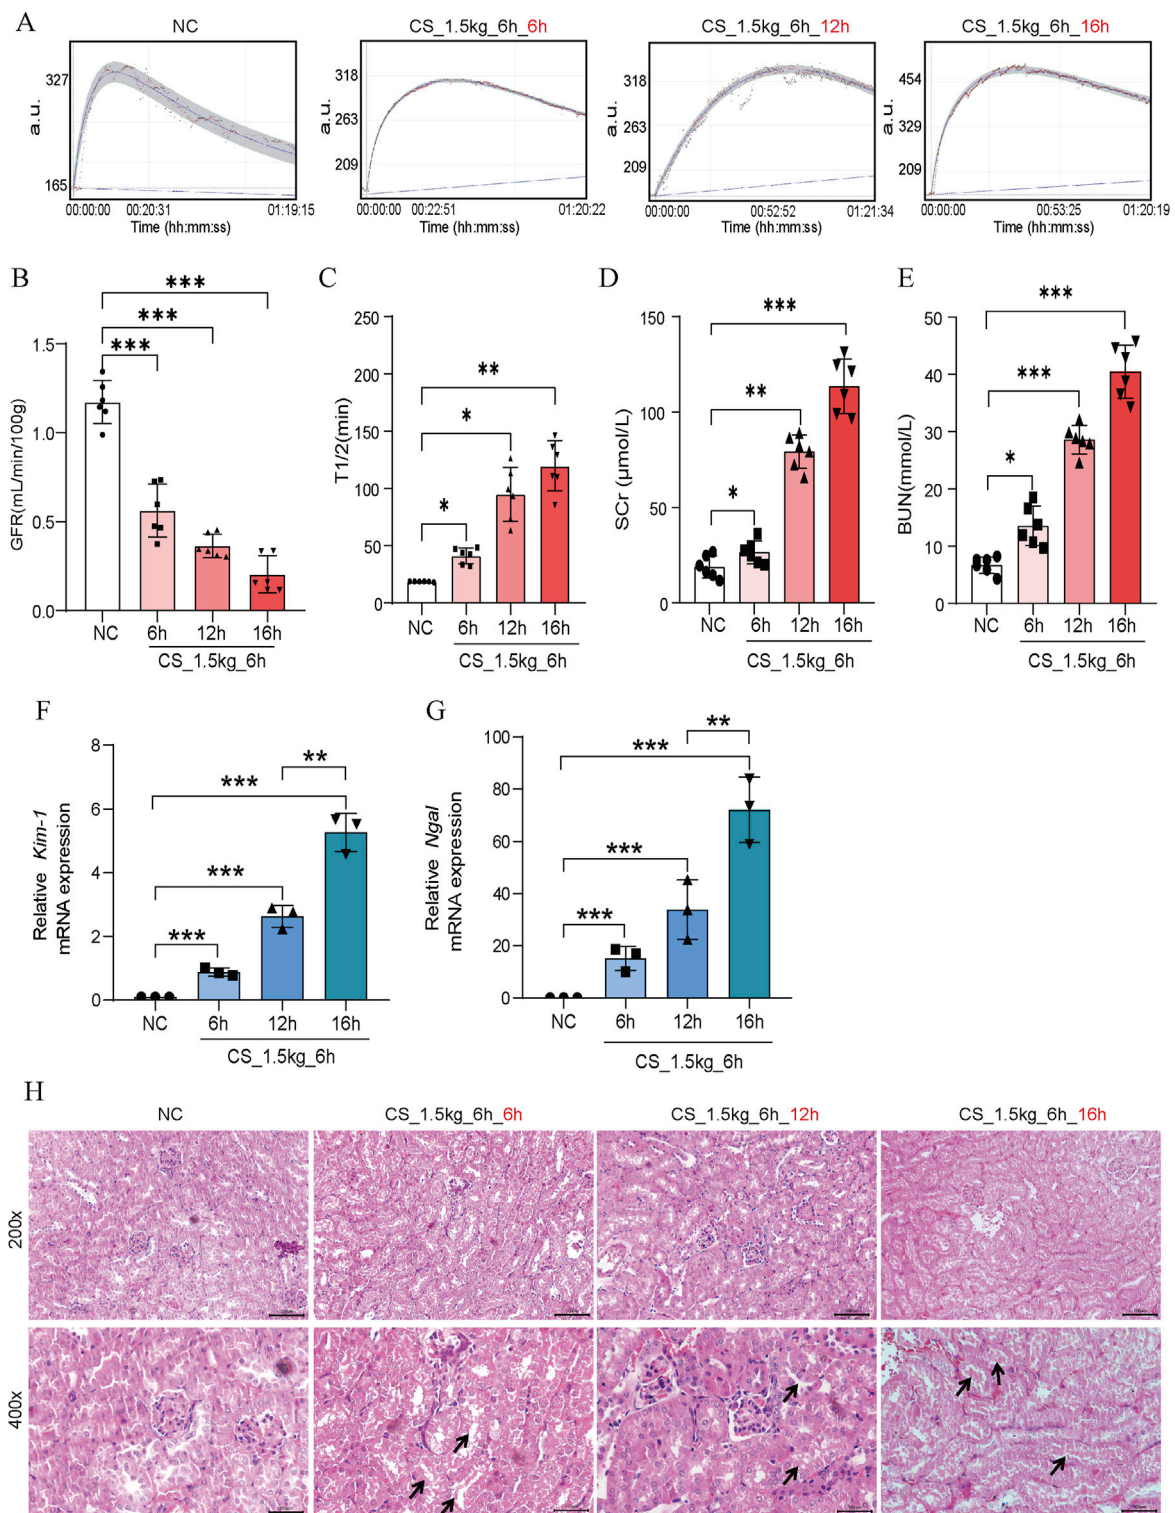 A
NC
CS_1.5kg_6h_6h
CS_1.5kg_6h_12h
CS_1.5kg_6h_16h
a.u.
327
165
00:00:00 00:20:31 01:19:15
Time (hh:mm:ss)
a.u.
318
263
209
00:00:00 00:22:51 01:20:22
Time (hh:mm:ss)
a.u.
318
263
209
00:00:00 00:52:52 01:21:34
Time (hh:mm:ss)
a.u.
454
329
209
00:00:00 00:53:25 01:20:19
Time (hh:mm:ss)
B
GFR(mL/min/100g)
1.5
1.0
0.5
0.0
***
***
***
NC 6h 12h 16h
CS_1.5kg_6h
C
T1/2(min)
250
200
150
100
50
0
**
*
*
NC 6h 12h 16h
CS_1.5kg_6h
D
SCr (μmol/L)
150
100
50
0
***
**
*
NC 6h 12h 16h
CS_1.5kg_6h
E
BUN(mmol/L)
50
40
30
20
10
0
***
***
*
NC 6h 12h 16h
CS_1.5kg_6h
F
Relative Kim-1
mRNA expression
8
6
4
2
0
**
***
***
***
NC 6h 12h 16h
CS_1.5kg_6h
G
Relative Ngal
mRNA expression
100
80
60
40
20
0
**
***
***
***
NC 6h 12h 16h
CS_1.5kg_6h
H
NC
CS_1.5kg_6h_6h
CS_1.5kg_6h_12h
CS_1.5kg_6h_16h
200x
400x